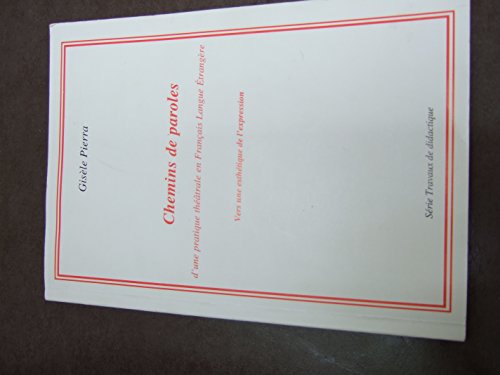 Gisèle Pierra
Chemins de paroles
d'une pratique théâtrale en Français Langue Étrangère
Vers une esthétique de l'expression
Série Travaux de didactique